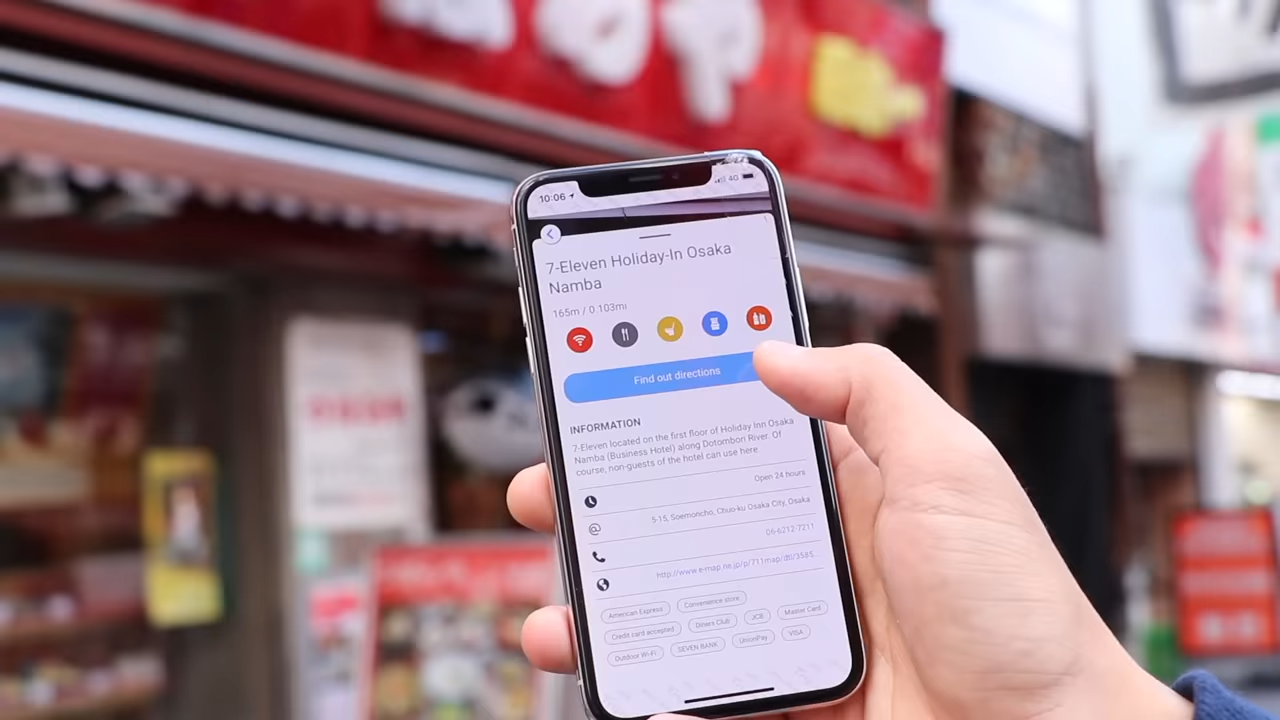 10:06
4G
7-Eleven Holiday-In Osaka
Namba
165m / 0.103mi
Find out directions
INFORMATION
7-Eleven located on the first floor of Holiday Inn Osaka
Namba (Business Hotel) along Dotombori River. Of
course, non-guests of the hotel can use here
Open 24 hours
5-15, Soemoncho, Chuo-ku Osaka City, Osaka
06-6212-7211
http://www.e-map.ne.jp/p/711map/dtl/3585...
American Express
Convenience store
Credit card accepted
Diners Club
JCB
Master Card
Outdoor Wi-Fi
SEVEN BANK
UnionPay
VISA